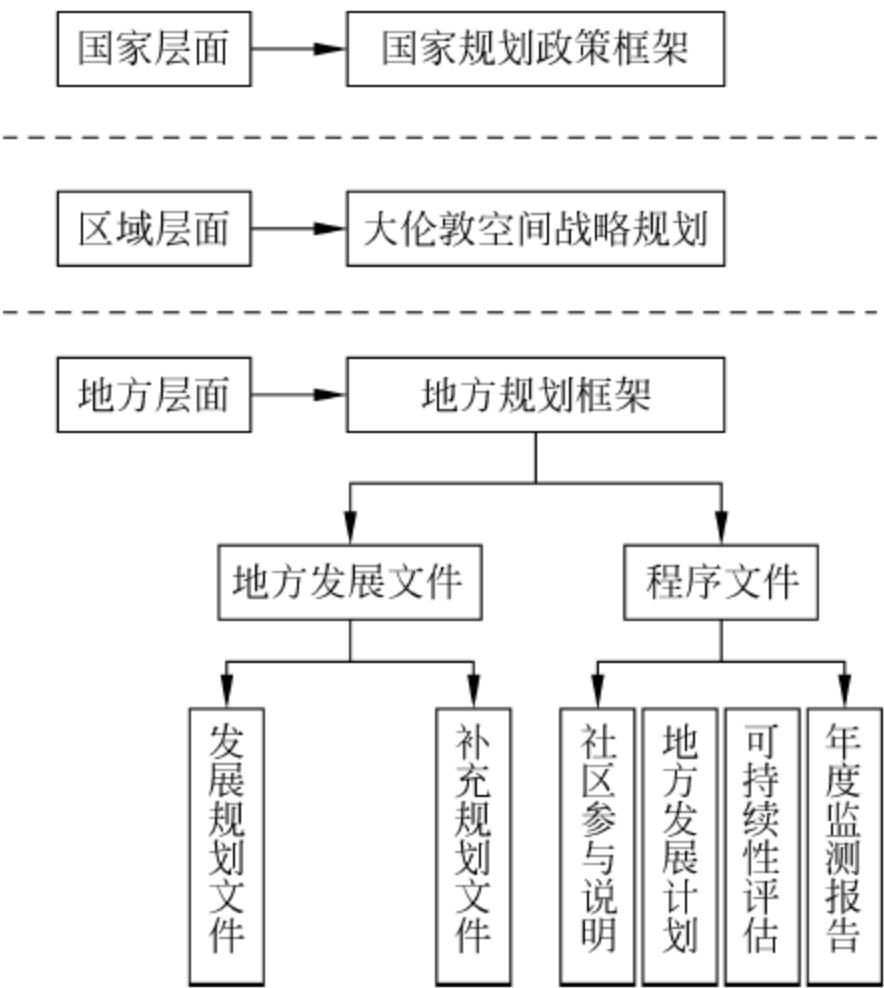 国家层面
国家规划政策框架
区域层面
大伦敦空间战略规划
地方层面
地方规划框架
地方发展文件
程序文件
发展规划文件
补充规划文件
社区参与说明
地方发展计划
可持续性评估
年度监测报告